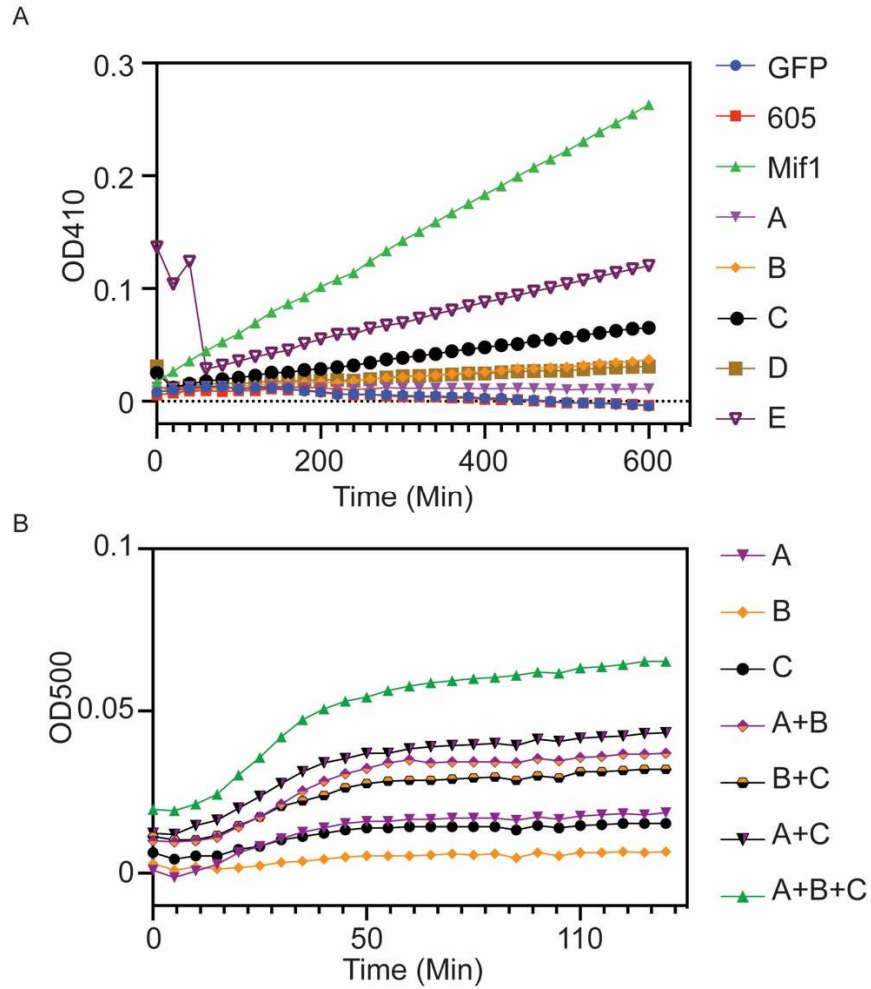 A
0.3
0.2
0.1
0
OD410
0 200 400 600
Time (Min)
GFP
605
Mif1
A
B
C
D
E
B
0.1
0.05
0
OD500
0 50 110
Time (Min)
A
B
C
A+B
B+C
A+C
A+B+C